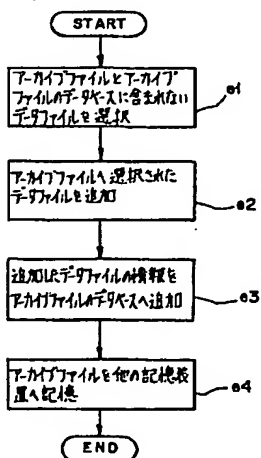 START
アーカイブファイルとアーカイブ
ファイルのデータベースに含まれない
データファイルを選択
e1
アーカイブファイルへ選択された
データファイルを追加
e2
追加したデータファイルの情報を
アーカイブファイルのデータベースへ追加
e3
アーカイブファイルを他の記憶装
置へ記憶
e4
END